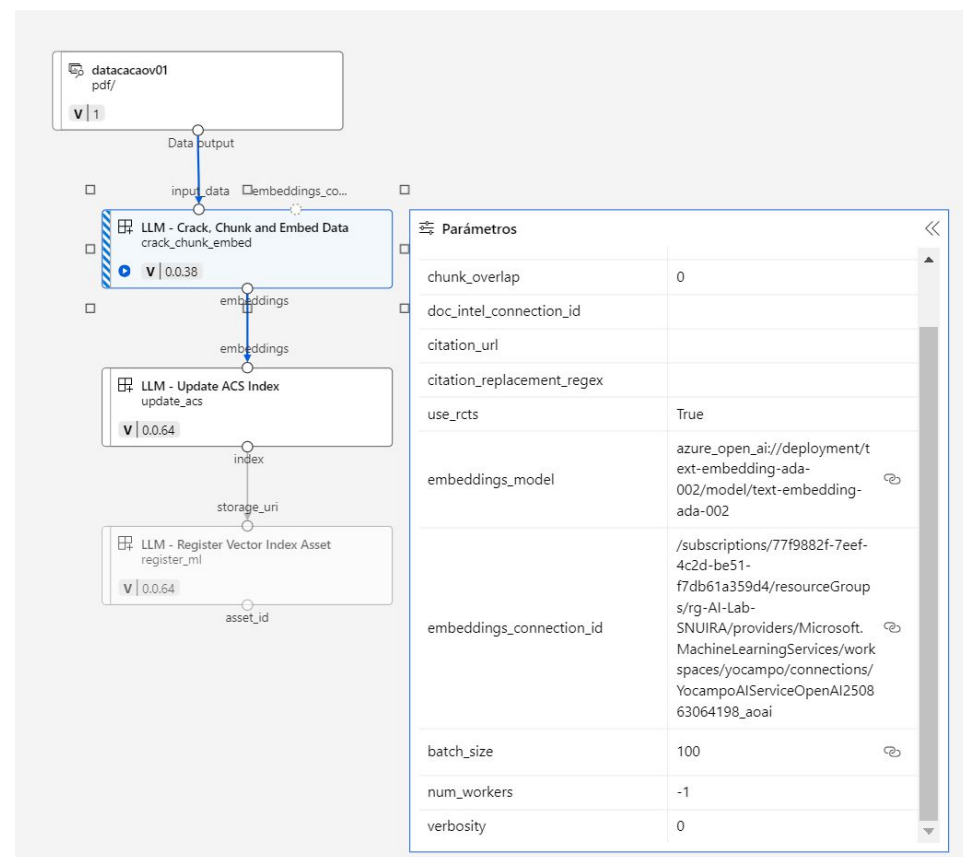 datacacaov01
pdf/
V 1
Data output
input_data embeddings_co...
LLM - Crack, Chunk and Embed Data
crack_chunk_embed
V 0.0.38
embeddings
embeddings
LLM - Update ACS Index
update_acs
V 0.0.64
index
storage_uri
LLM - Register Vector Index Asset
register_ml
V 0.0.64
asset_id
Parámetros
chunk_overlap 0
doc_intel_connection_id
citation_url
citation_replacement_regex
use_rcts True
embeddings_model
azure_open_ai://deployment/t
ext-embedding-ada-
002/model/text-embedding-
ada-002
embeddings_connection_id
/subscriptions/77f9882f-7eef-
4c2d-be51-
f7db61a359d4/resourceGroup
s/rg-AI-Lab-
SNUIRA/providers/Microsoft.
MachineLearningServices/work
spaces/yocampo/connections/
YocampoAIServiceOpenAI2508
63064198_aoai
batch_size 100
num_workers -1
verbosity 0